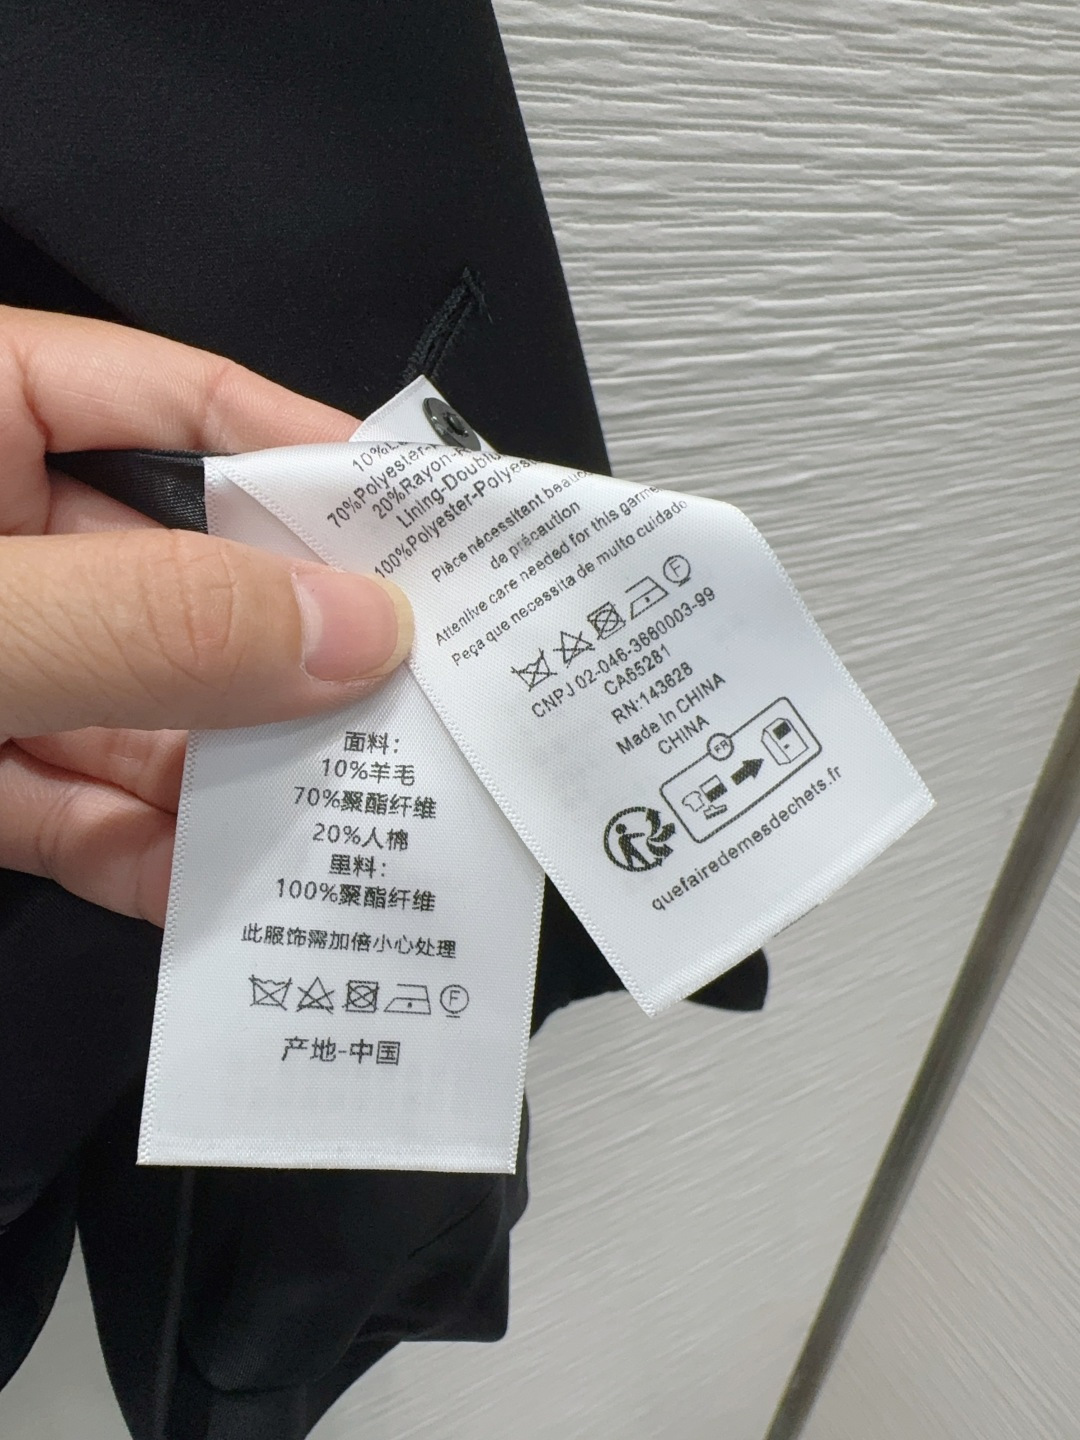 10%
70%Polyester-
20%Rayon-
Lining-Doublu
100%Polyester-Polyes
Pièce nécessitant beauc
de précaution
Attentive care needed for this garme
Peça que necessita de muito cuidado
F
CNPJ 02-046-3660003-99
CA65281
RN:143628
Made in CHINA
CHINA
FR
quefairedemesdechets.fr
面料：
10%羊毛
70%聚酯纤维
20%人棉
里料：
100%聚酯纤维
此服饰需加倍小心处理
F
产地-中国